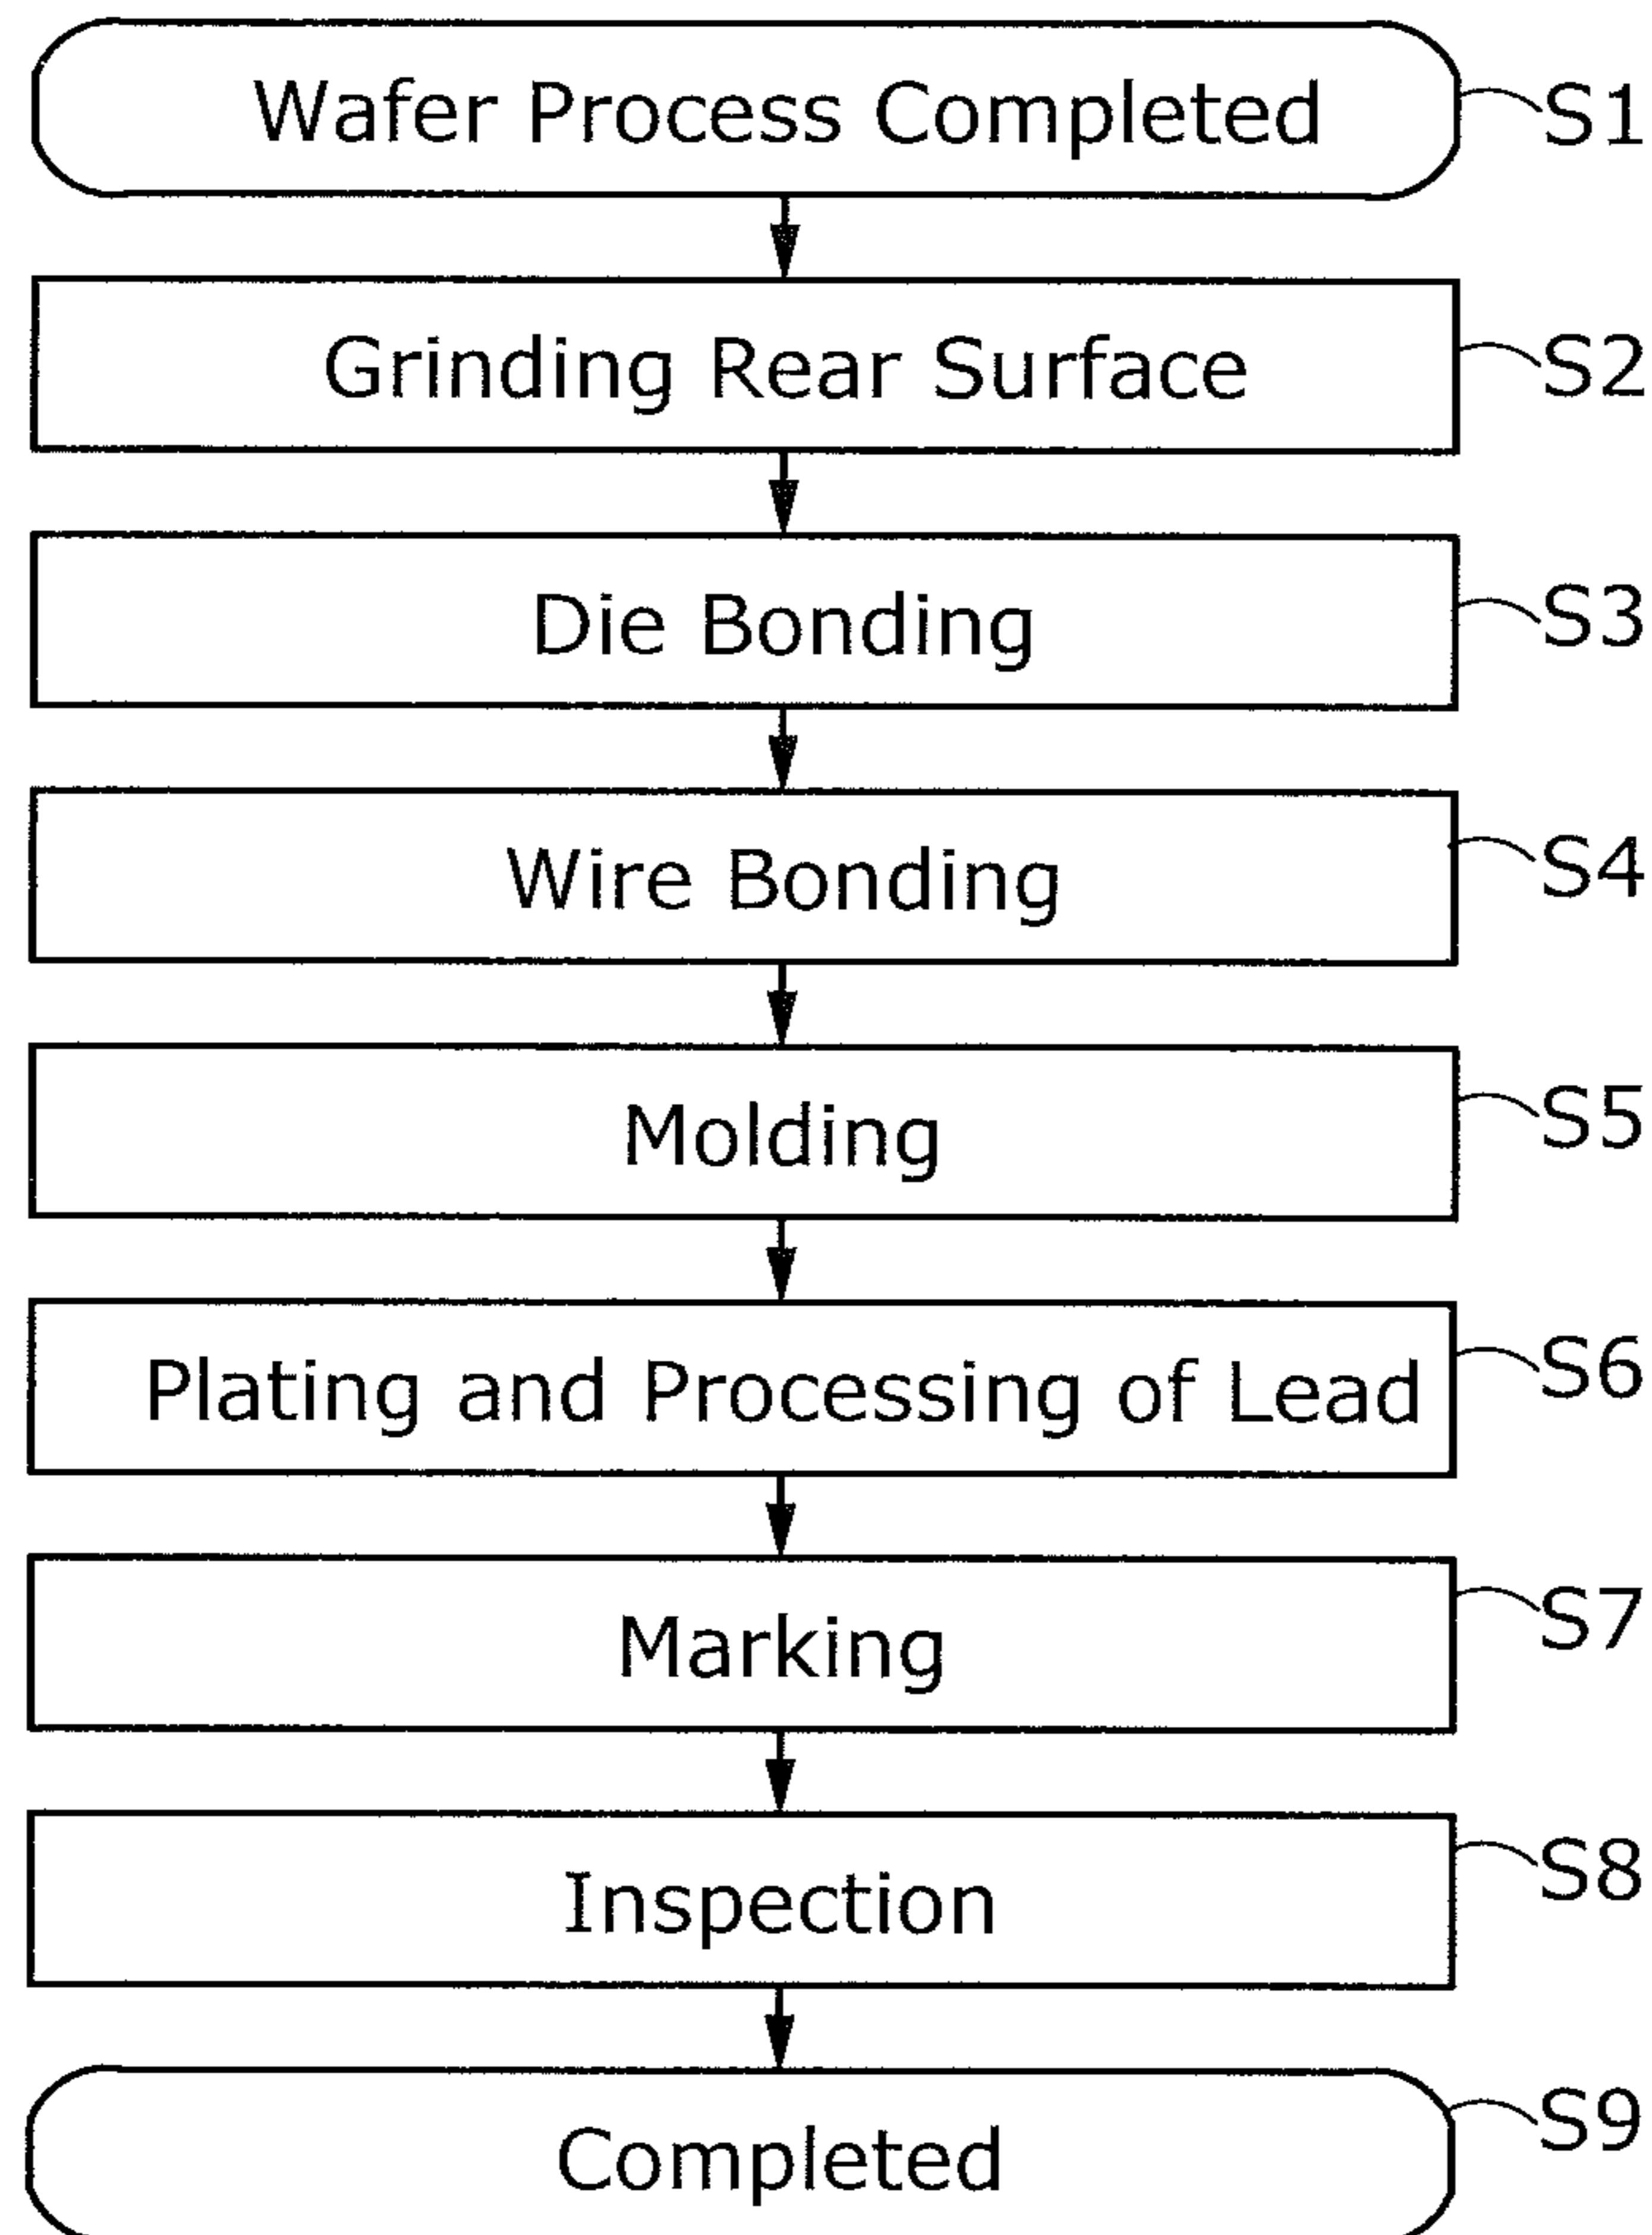 Wafer Process Completed S1
Grinding Rear Surface S2
Die Bonding S3
Wire Bonding S4
Molding S5
Plating and Processing of Lead S6
Marking S7
Inspection S8
Completed S9